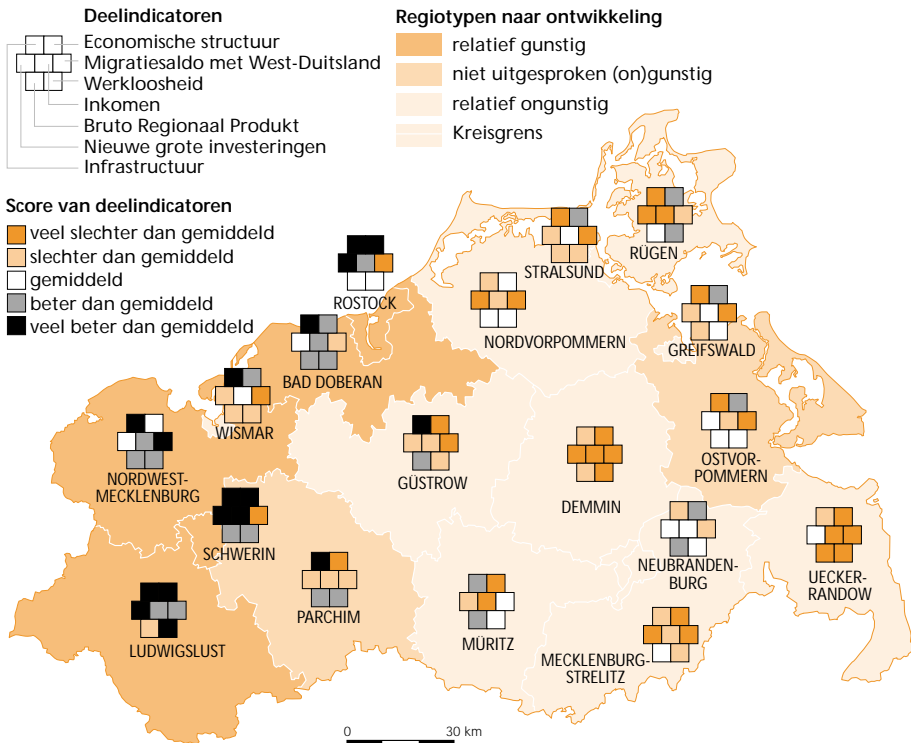 Deelindicatoren
Economische structuur
Migratiesaldo met West-Duitsland
Werkloosheid
Inkomen
Bruto Regionaal Produkt
Nieuwe grote investeringen
Infrastructuur
Regiotypen naar ontwikkeling
relatief gunstig
niet uitgesproken (on)gunstig
relatief ongunstig
Kreisgrens
Score van deelindicatoren
veel slechter dan gemiddeld
slechter dan gemiddeld
gemiddeld
beter dan gemiddeld
veel beter dan gemiddeld
RÜGEN
STRALSUND
ROSTOCK
NORDVORPOMMERN
GREIFSWALD
BAD DOBERAN
WISMAR
OSTVOR-
POMMERN
NORDWEST-
MECKLENBURG
GÜSTROW
DEMMIN
SCHWERIN
NEUBRANDEN-
BURG
UECKER-
RANDOW
PARCHIM
LUDWIGSLUST
MÜRITZ
MECKLENBURG-
STRELITZ
0 30 km